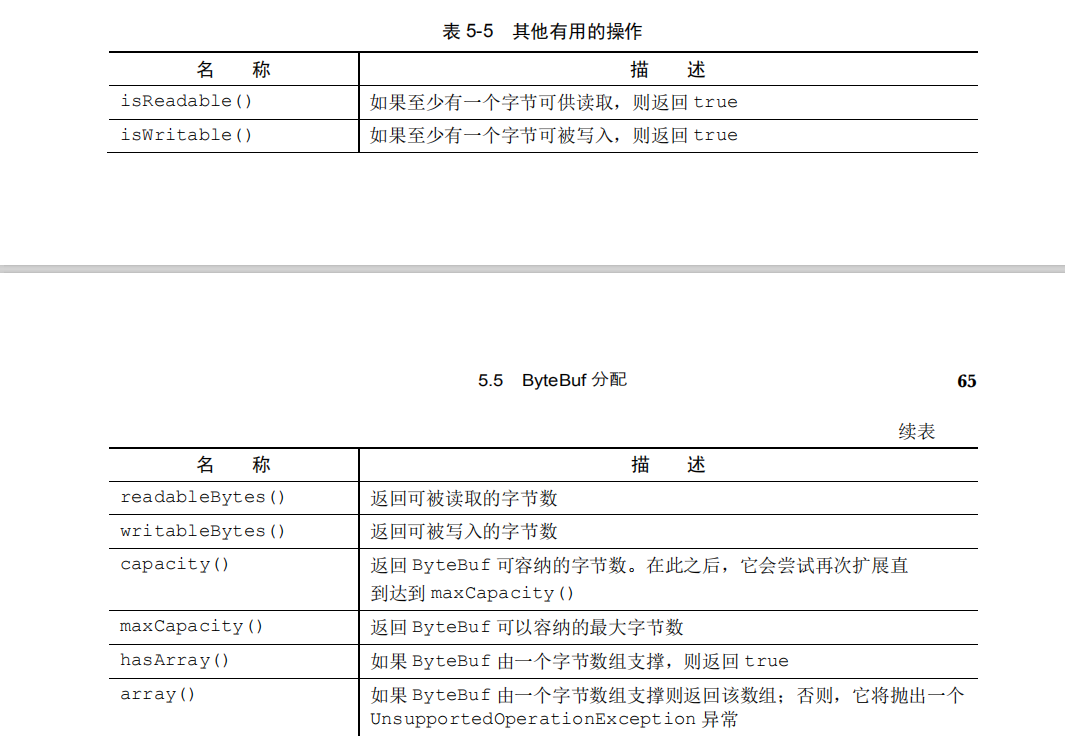 表 5-5 其他有用的操作
名 称 描 述
isReadable() 如果至少有一个字节可供读取，则返回 true
isWritable() 如果至少有一个字节可被写入，则返回 true
5.5 ByteBuf 分配 65
续表
名 称 描 述
readableBytes() 返回可被读取的字节数
writableBytes() 返回可被写入的字节数
capacity() 返回 ByteBuf 可容纳的字节数。在此之后，它会尝试再次扩展直
到达到 maxCapacity()
maxCapacity() 返回 ByteBuf 可以容纳的最大字节数
hasArray() 如果 ByteBuf 由一个字节数组支撑，则返回 true
array() 如果 ByteBuf 由一个字节数组支撑则返回该数组；否则，它将抛出一个
UnsupportedOperationException 异常